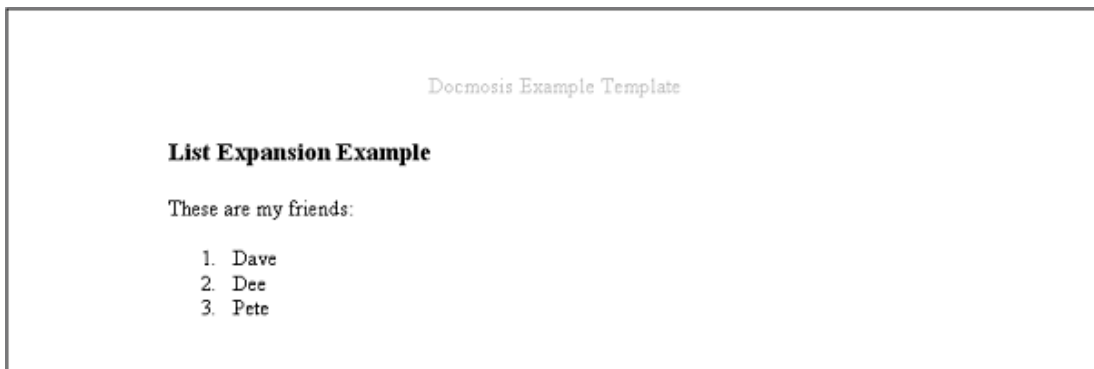 Docmosis Example Template
List Expansion Example
These are my friends:
1. Dave
2. Dee
3. Pete